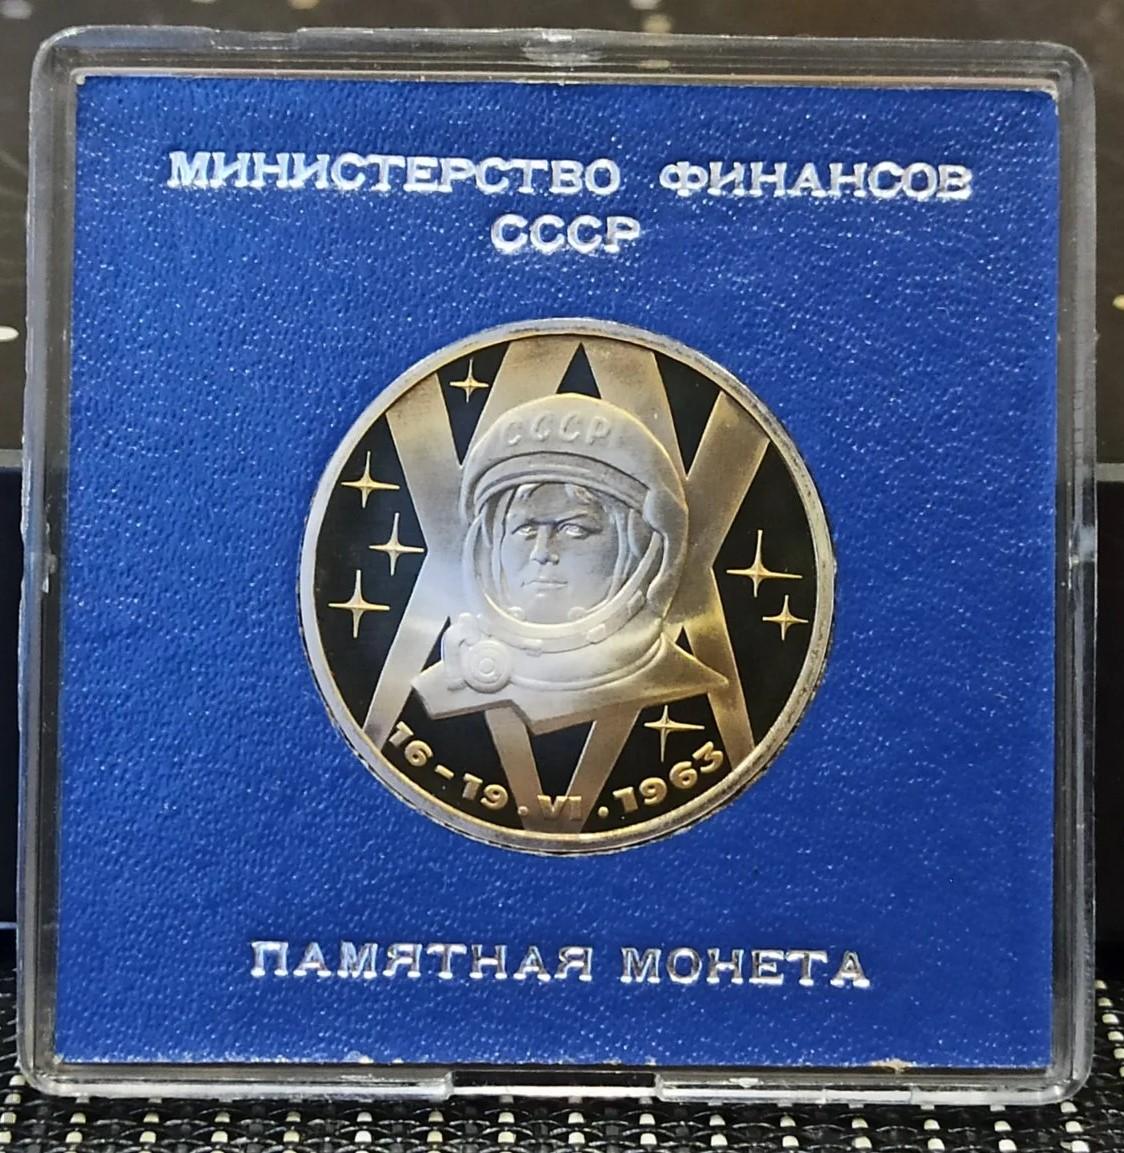 МИНИСТЕРСТВО ФИНАНСОВ
СССР
СССР
16-19.VI.1963
ПАМЯТНАЯ МОНЕТА